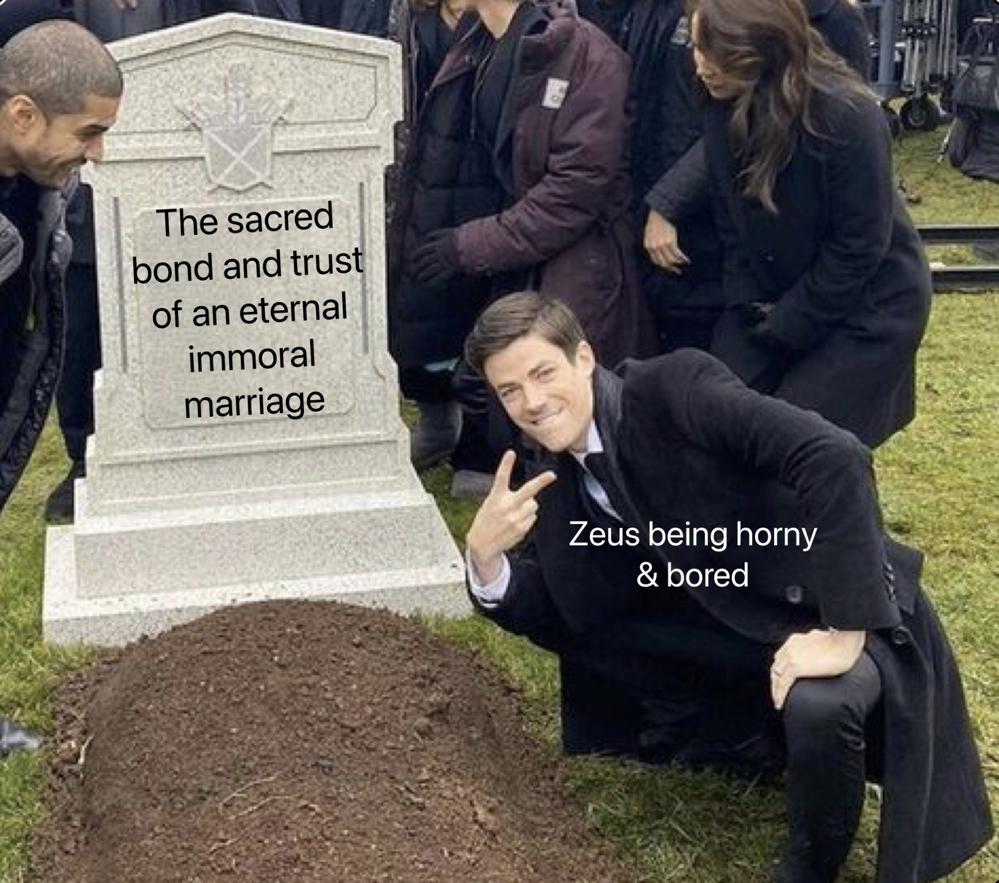 The sacred
bond and trust
of an eternal
immoral
marriage
Zeus being horny
& bored